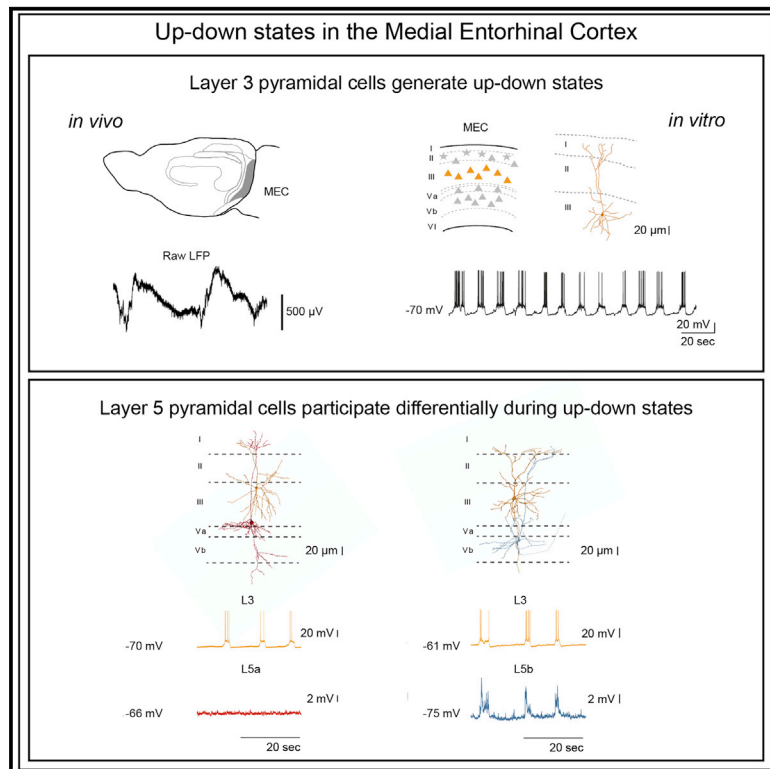 Up-down states in the Medial Entorhinal Cortex
Layer 3 pyramidal cells generate up-down states
in vivo
in vitro
MEC
MEC
I
II
III
Va
Vb
VI
I
II
III
20 µm
Raw LFP
500 µV
-70 mV
20 mV
20 sec
Layer 5 pyramidal cells participate differentially during up-down states
I
II
III
Va
Vb
20 µm
L3
-70 mV
20 mV
L5a
-66 mV
2 mV
20 sec
I
II
III
Va
Vb
20 µm
L3
-61 mV
20 mV
L5b
-75 mV
2 mV
20 sec